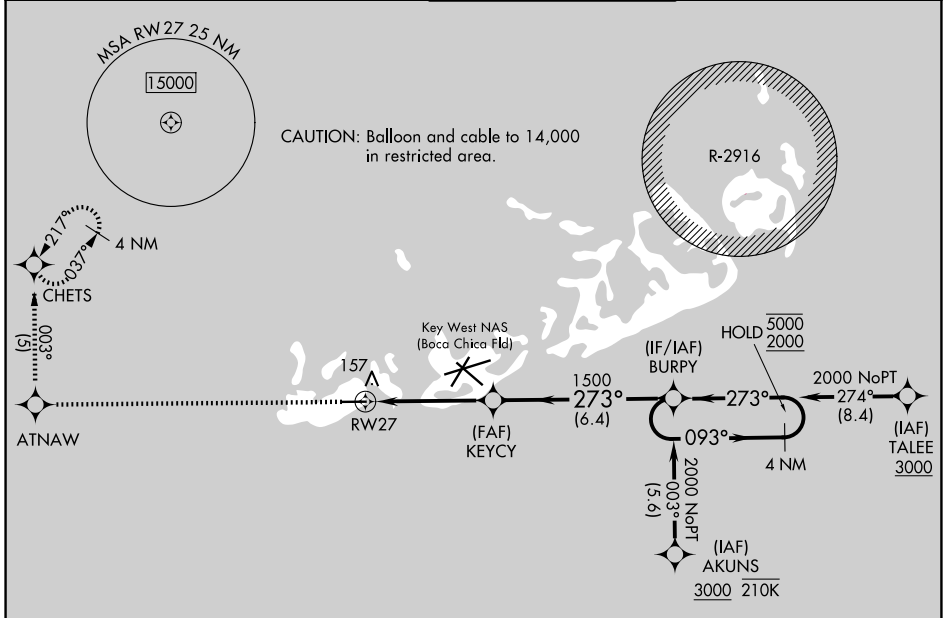 MSA RW27 25 NM
15000
CAUTION: Balloon and cable to 14,000
in restricted area.
R-2916
217°
037°
4 NM
CHETS
003°
(5)
ATNAW
Key West NAS
(Boca Chica Fld)
157
RW27
(FAF)
KEYCY
1500
273°
(6.4)
(IF/IAF)
BURPY
HOLD
5000
2000
273°
093°
4 NM
2000 NoPT
274°
(8.4)
(IAF)
TALEE
3000
2000 NoPT
003°
(5.6)
(IAF)
AKUNS
3000 210K